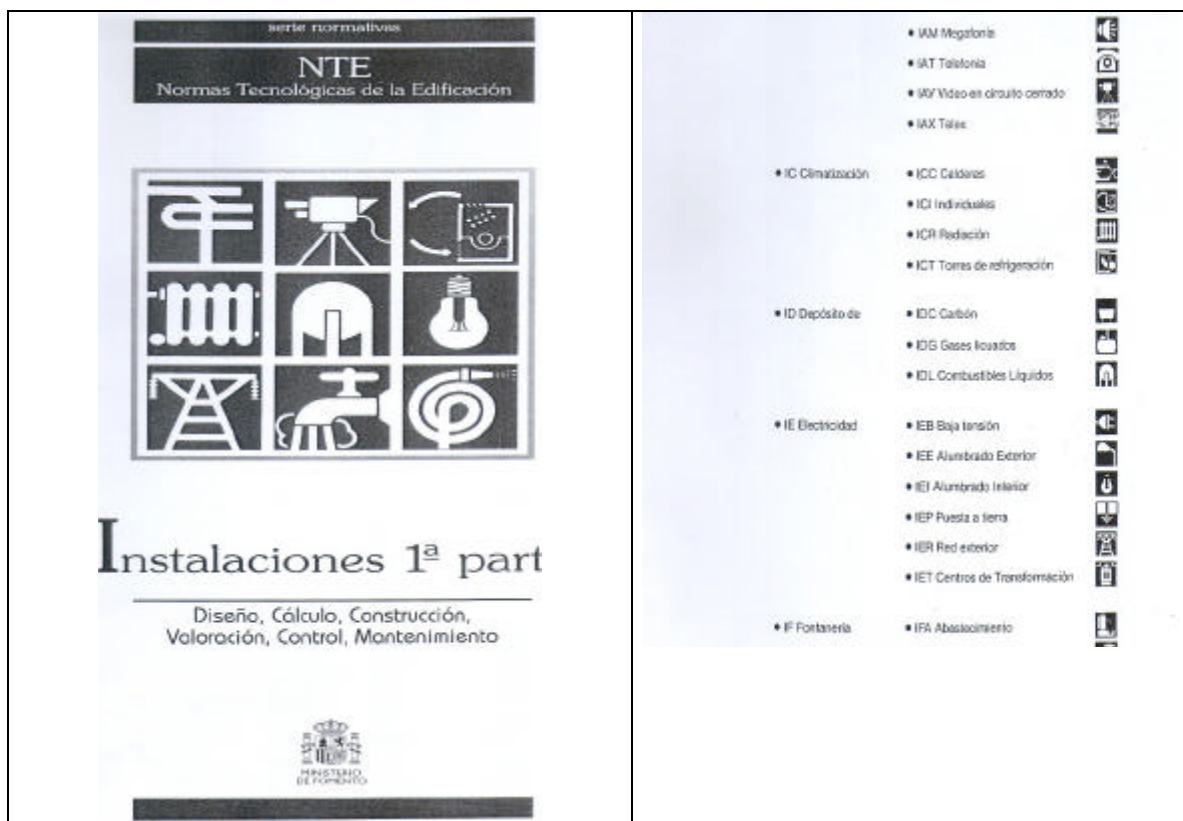 serie normativas
NTE
Normas Tecnológicas de la Edificación
Instalaciones 1ª part
Diseño, Cálculo, Construcción,
Valoración, Control, Mantenimiento
MINISTERIO
DE FOMENTO
• IAM Megafonía
• IAT Telefonía
• IAV Video en circuito cerrado
• IAX Telex
• IC Climatización • ICC Calderas
• ICI Individuales
• ICR Radiación
• ICT Torres de refrigeración
• ID Depósito de • IDC Carbón
• IDG Gases licuados
• IDL Combustibles Líquidos
• IE Electricidad • IEB Baja tensión
• IEE Alumbrado Exterior
• IEI Alumbrado Interior
• IEP Puesta a tierra
• IER Red exterior
• IET Centros de Transformación
• IF Fontanería • IFA Abastecimiento